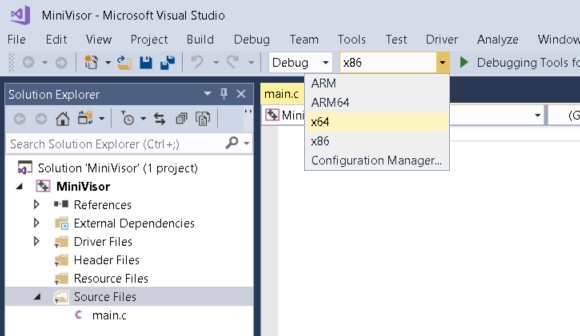 MiniVisor - Microsoft Visual Studio
File Edit View Project Build Debug Team Tools Test Driver Analyze Window
Debug x86 Debugging Tools fo
Solution Explorer
main.c
ARM
ARM64
Mini
(G
x64
Search Solution Explorer (Ctrl+;)
x86
Configuration Manager...
Solution 'MiniVisor' (1 project)
MiniVisor
References
External Dependencies
Driver Files
Header Files
Resource Files
Source Files
main.c